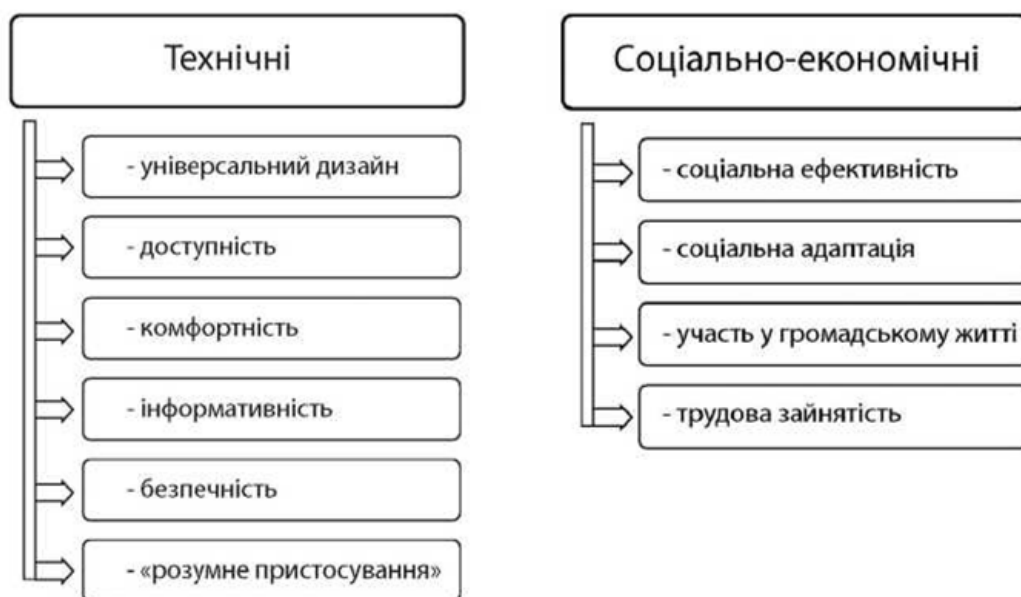 Технічні
- універсальний дизайн
- доступність
- комфортність
- інформативність
- безпечність
- «розумне пристосування»
Соціально-економічні
- соціальна ефективність
- соціальна адаптація
- участь у громадському житті
- трудова зайнятість